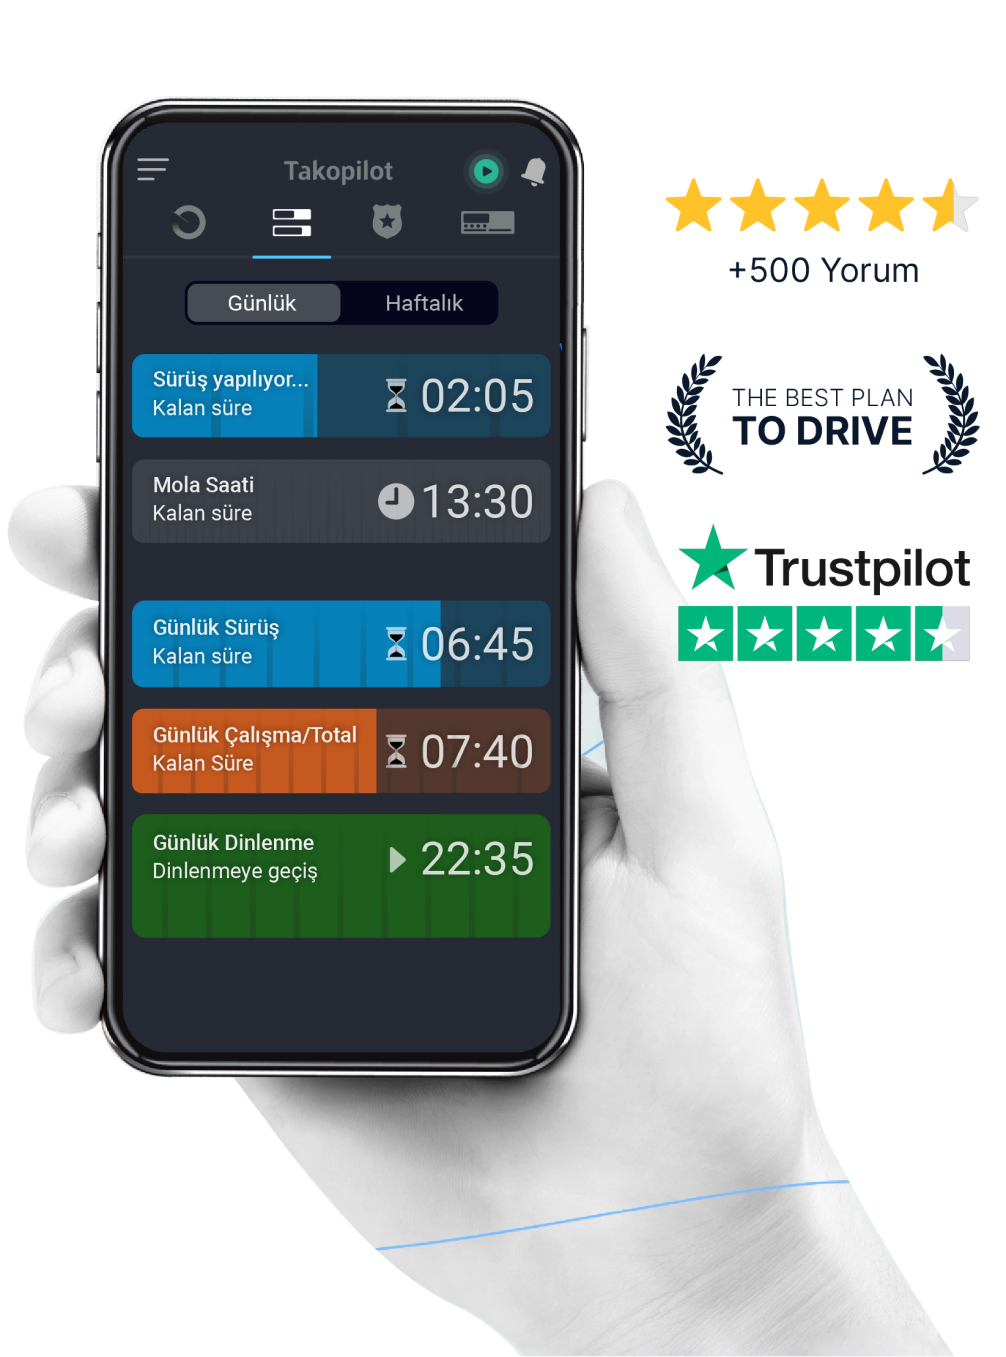 Takopilot
Günlük
Haftalık
Sürüş yapılıyor...
Kalan süre
02:05
Mola Saati
Kalan süre
13:30
Günlük Sürüş
Kalan süre
06:45
Günlük Çalışma/Total
Kalan Süre
07:40
Günlük Dinlenme
Dinlenmeye geçiş
22:35
+500 Yorum
THE BEST PLAN
TO DRIVE
Trustpilot